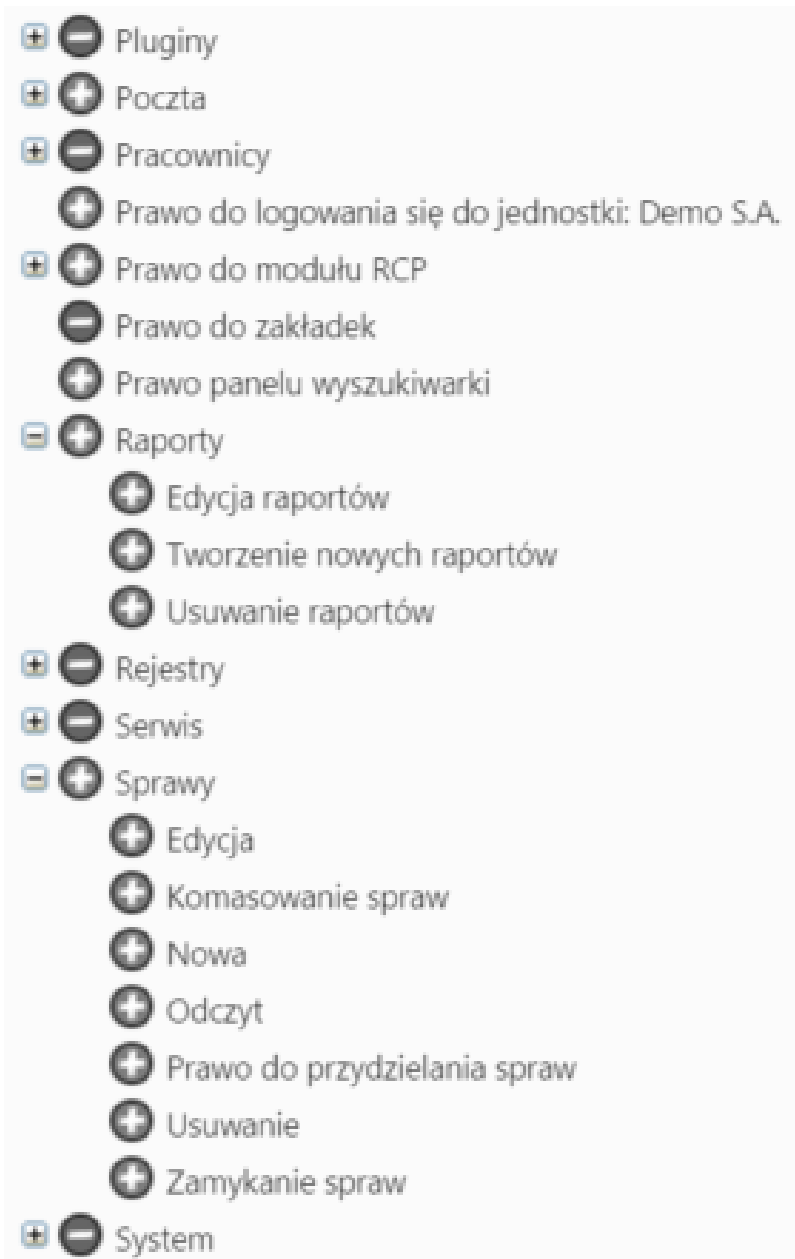 Pluginy
Poczta
Pracownicy
Prawo do logowania się do jednostki: Demo S.A.
Prawo do modułu RCP
Prawo do zakładek
Prawo panelu wyszukiwarki
Raporty
Edycja raportów
Tworzenie nowych raportów
Usuwanie raportów
Rejestry
Serwis
Sprawy
Edycja
Komasowanie spraw
Nowa
Odczyt
Prawo do przydzielania spraw
Usuwanie
Zamykanie spraw
System